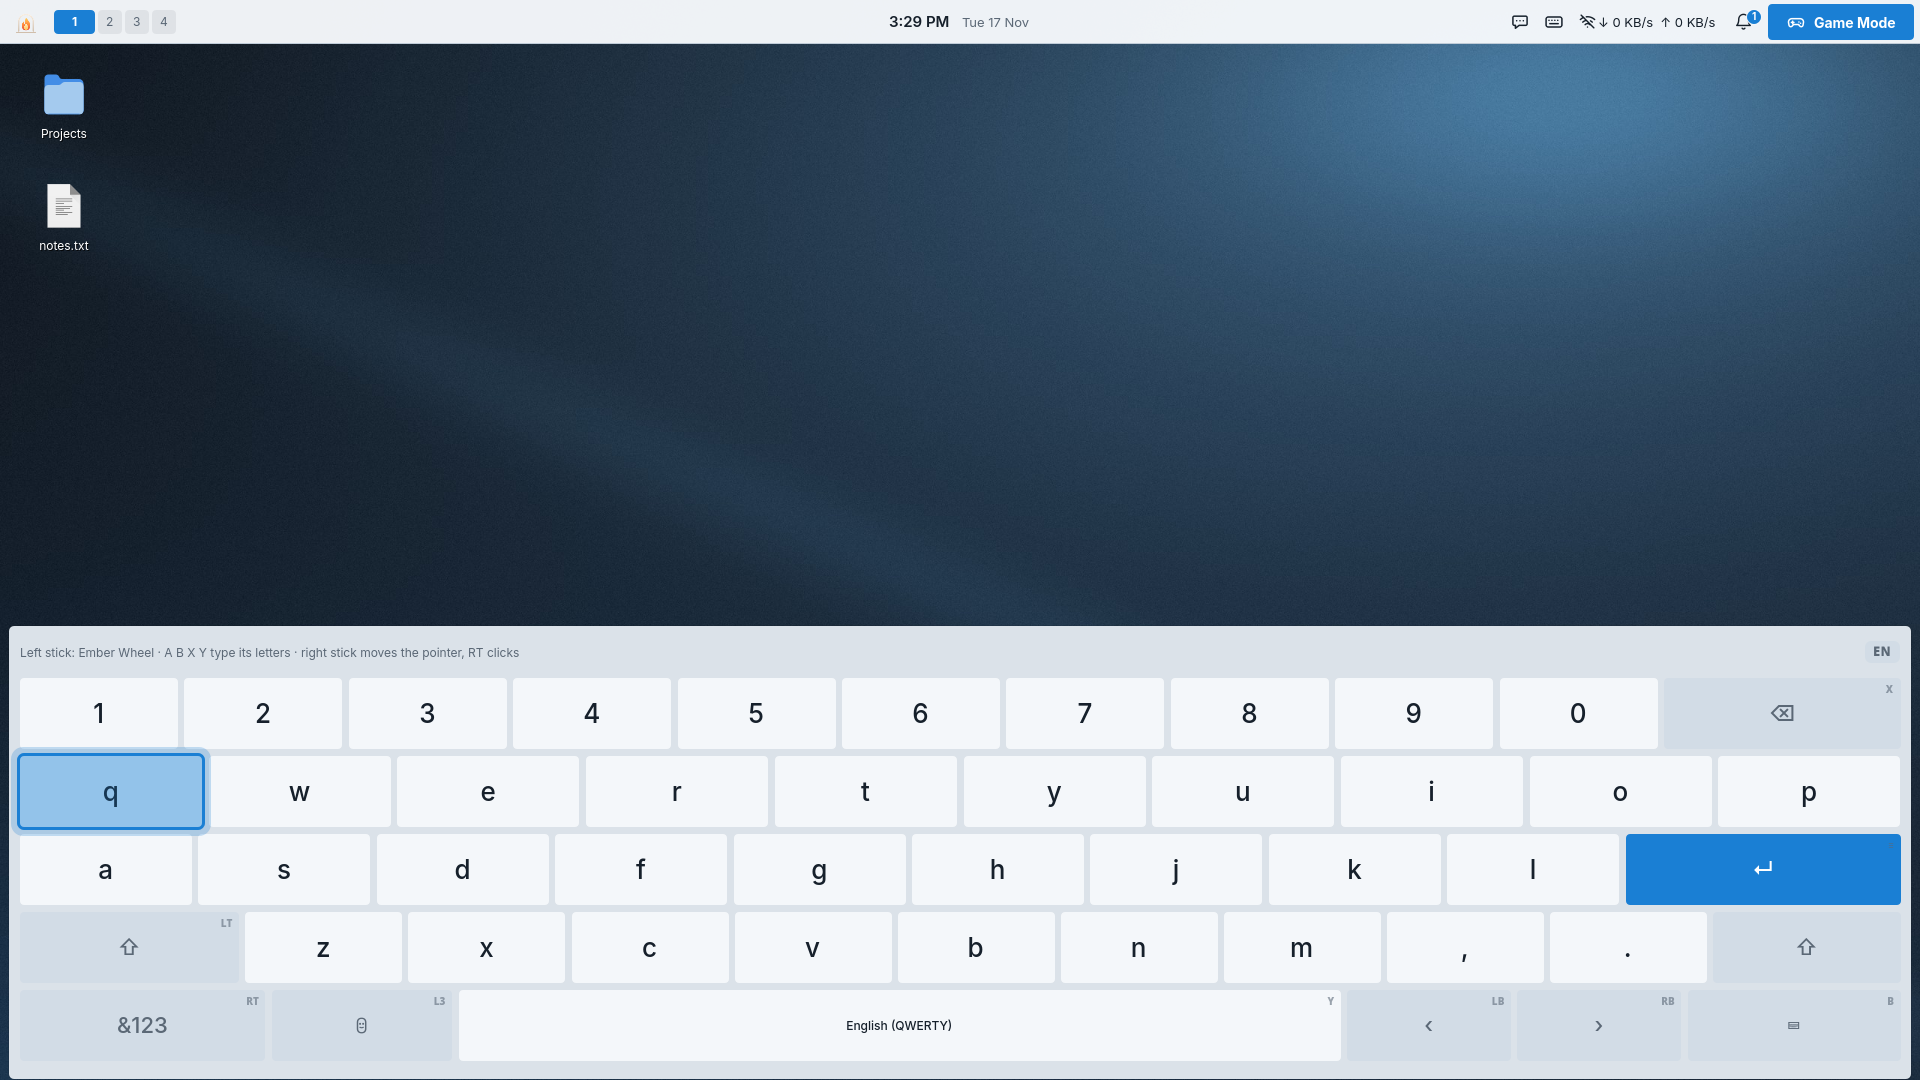 1 2 3 4 3:29 PM Tue 17 Nov 0 KB/s 0 KB/s 1 Game Mode
Projects
notes.txt
Left stick: Ember Wheel · A B X Y type its letters · right stick moves the pointer, RT clicks EN
1 2 3 4 5 6 7 8 9 0 X
q w e r t y u i o p
a s d f g h j k l
LT z x c v b n m , .
&123 RT L3 English (QWERTY) Y ‹ LB › RB B